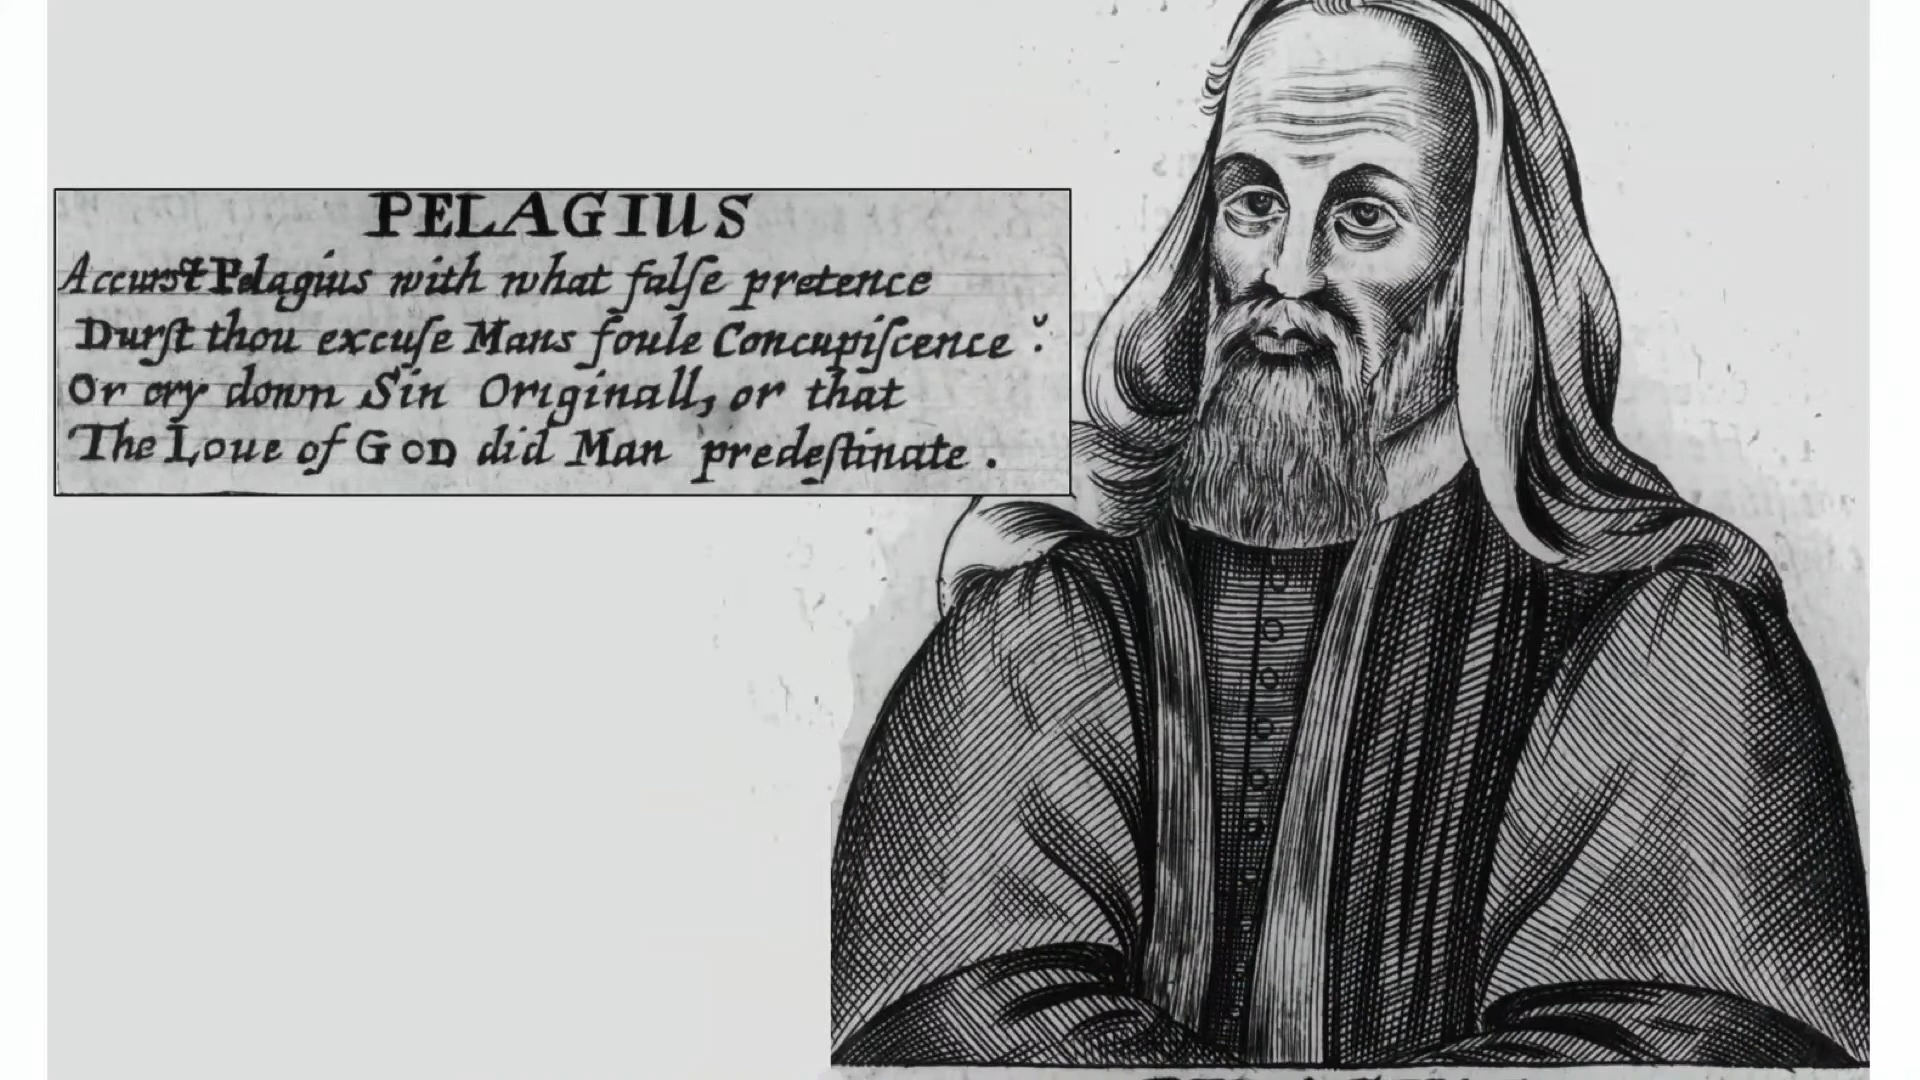 PELAGIUS
Accurst Pelagius with what falſe pretence
Durſt thou excuſe Mans foule Concupiſcence?
Or cry down Sin Originall, or that
The Loue of GOD did Man predeſtinate.